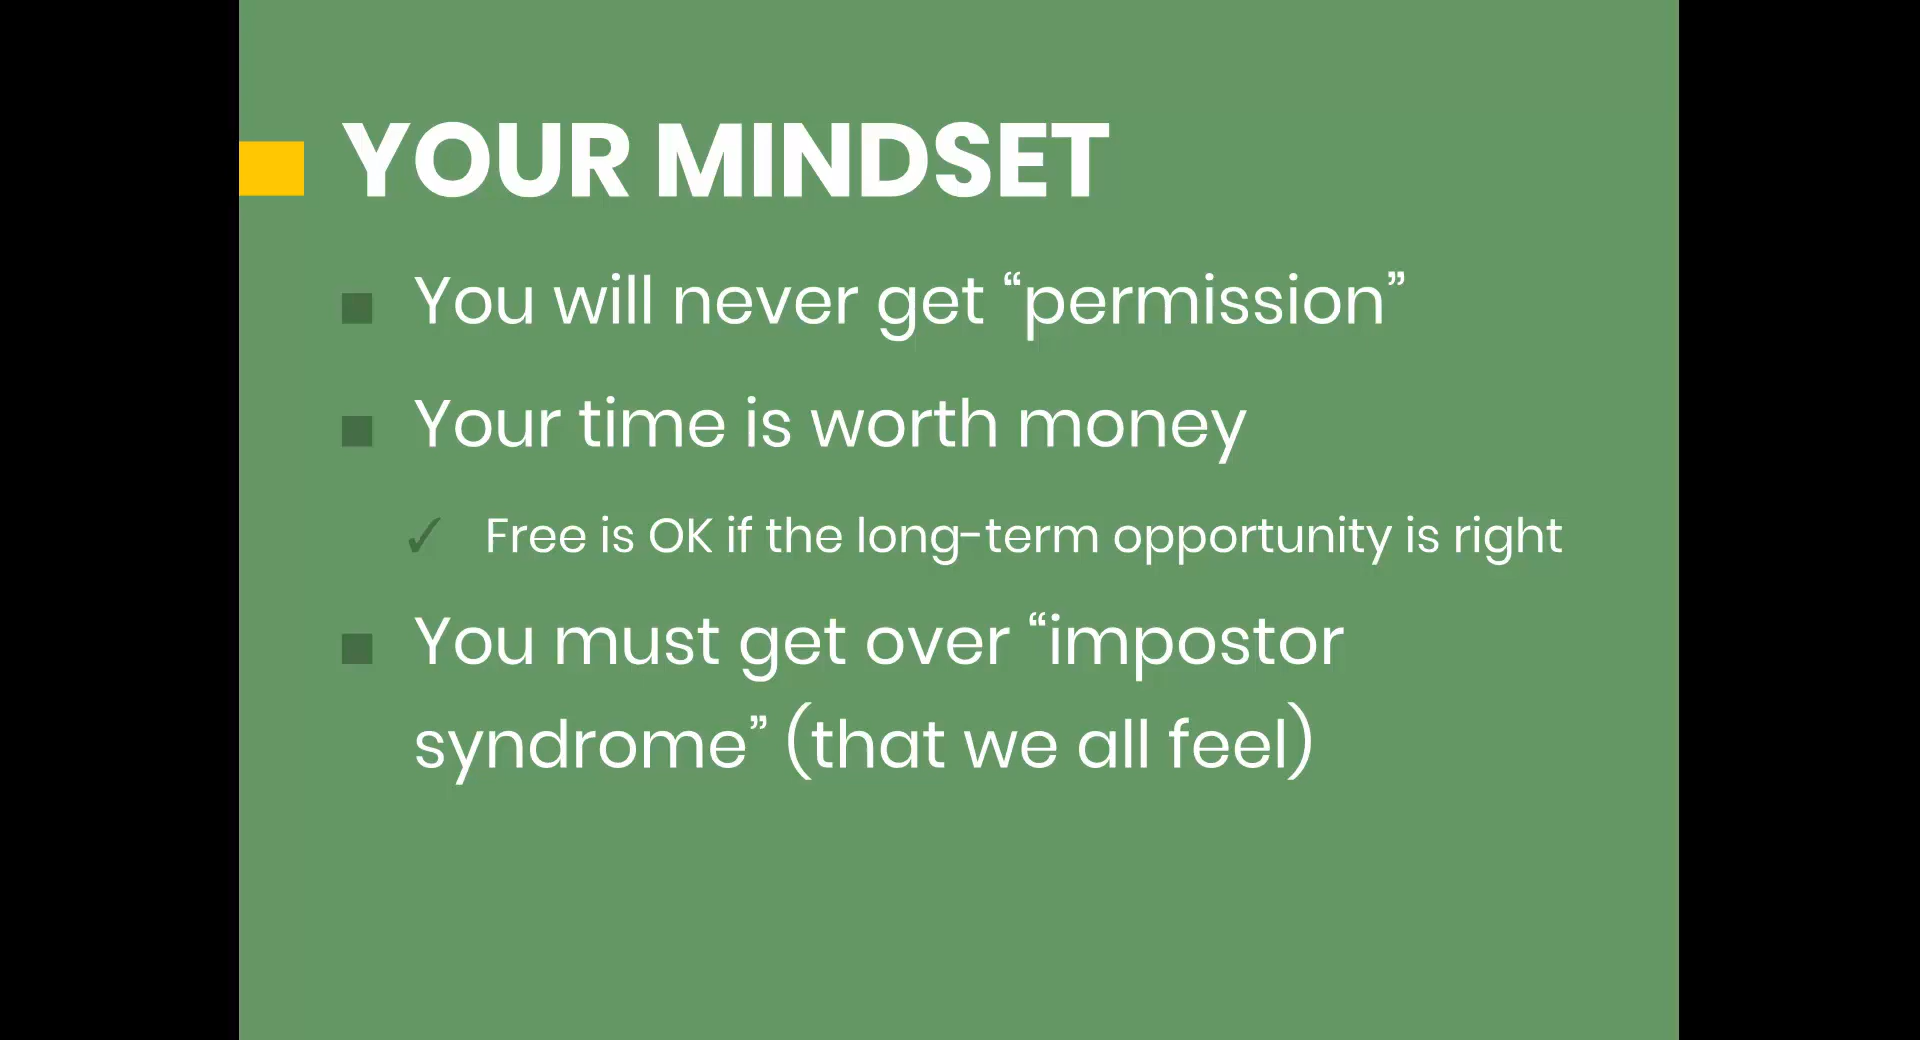 YOUR MINDSET
You will never get “permission”
Your time is worth money
✓ Free is OK if the long-term opportunity is right
You must get over “impostor
syndrome” (that we all feel)